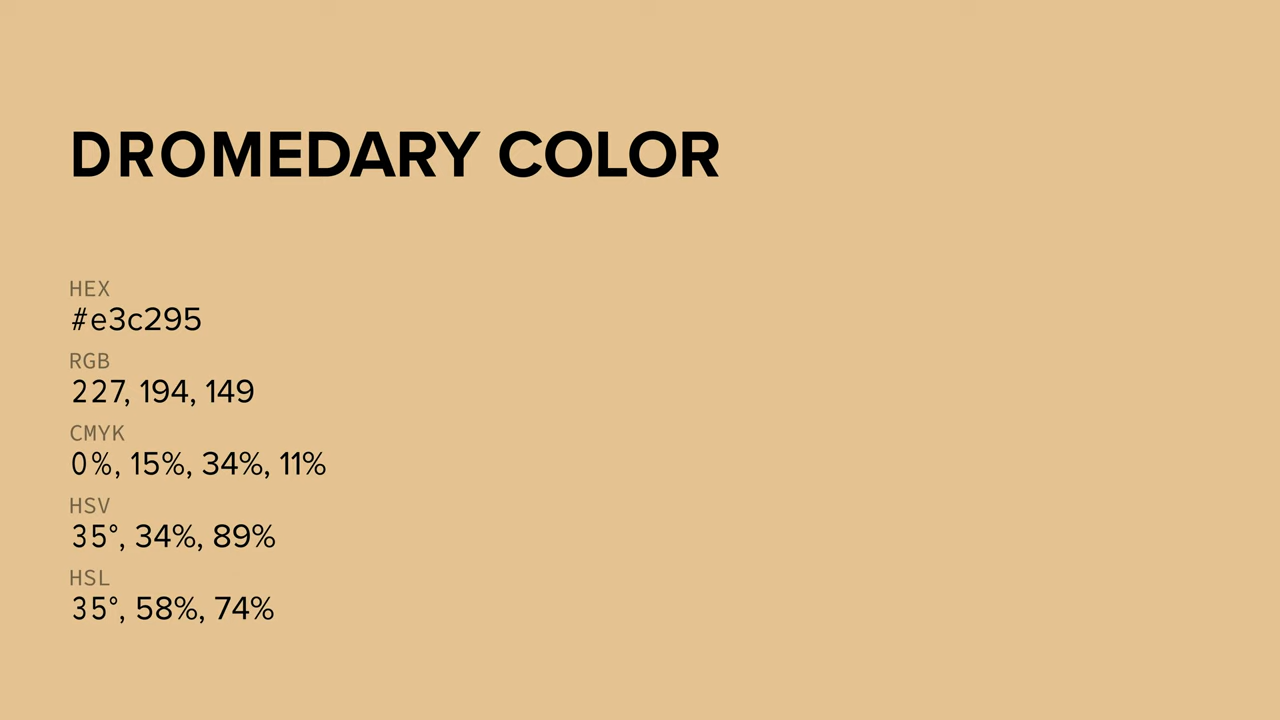 DROMEDARY COLOR
HEX
#e3c295
RGB
227, 194, 149
CMYK
0%, 15%, 34%, 11%
HSV
35°, 34%, 89%
HSL
35°, 58%, 74%